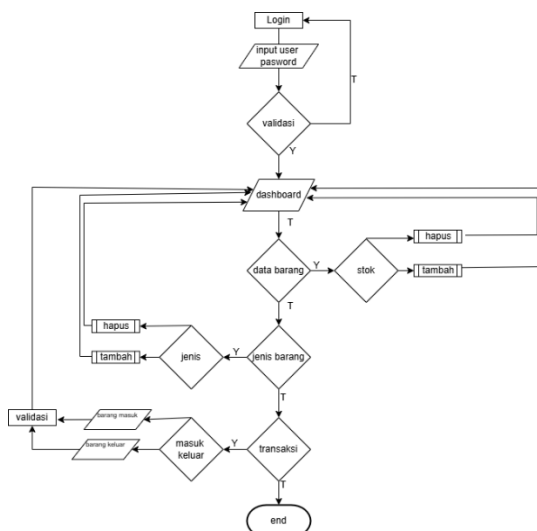 Login
input user
pasword
T
validasi
Y
dashboard
T
hapus
data barang
Y
stok
tambah
T
hapus
tambah
jenis
Y
jenis barang
T
validasi
barang masuk
barang keluar
masuk
keluar
Y
transaksi
T
end